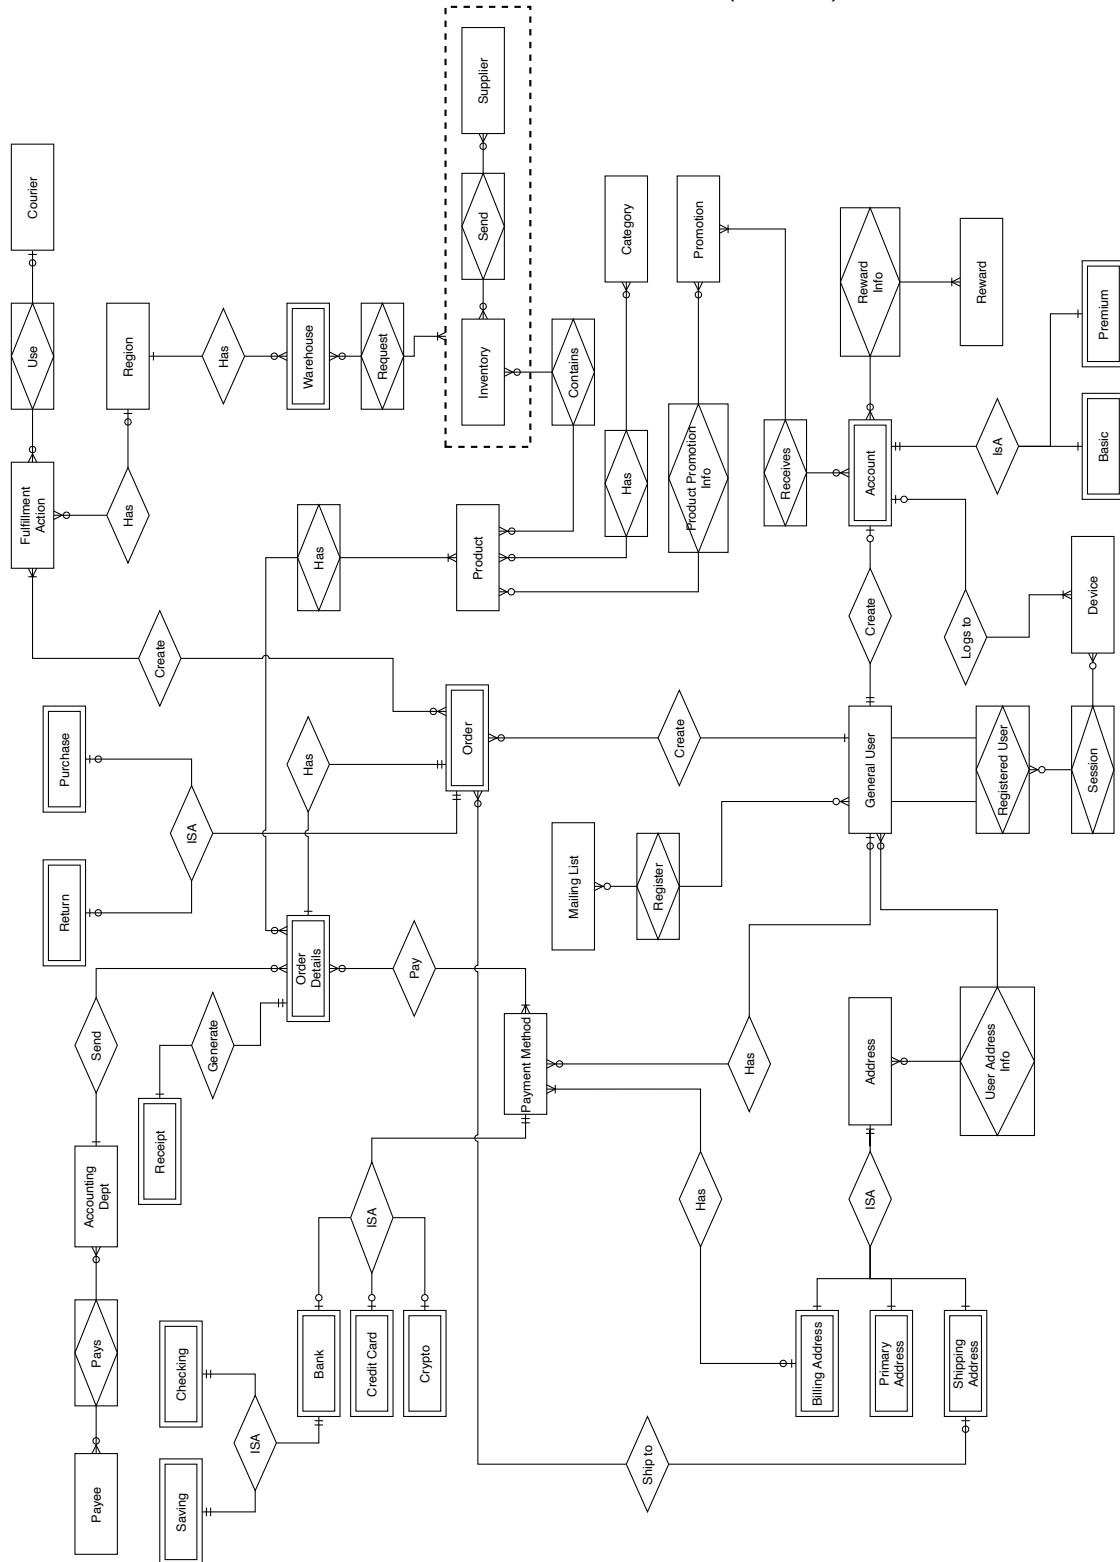 Fulfillment
Action
Use
Courier
Return
Purchase
Payee
Pays
Accounting
Dept
Send
Has
Region
Receipt
Create
Saving
Checking
ISA
Generate
Has
ISA
Order
Details
Has
Warehouse
Bank
Has
ISA
Credit Card
Request
Crypto
Pay
Order
Product
Inventory
Send
Supplier
Payment Method
Mailing List
Contains
Has
Category
Ship to
Register
Has
Create
Product Promotion
Info
Promotion
Has
Receives
Billing Address
ISA
Address
General User
Create
Account
Reward
Info
Primary
Address
Shipping
Address
Logs to
User Address
Info
Registered User
IsA
Reward
Session
Device
Basic
Premium